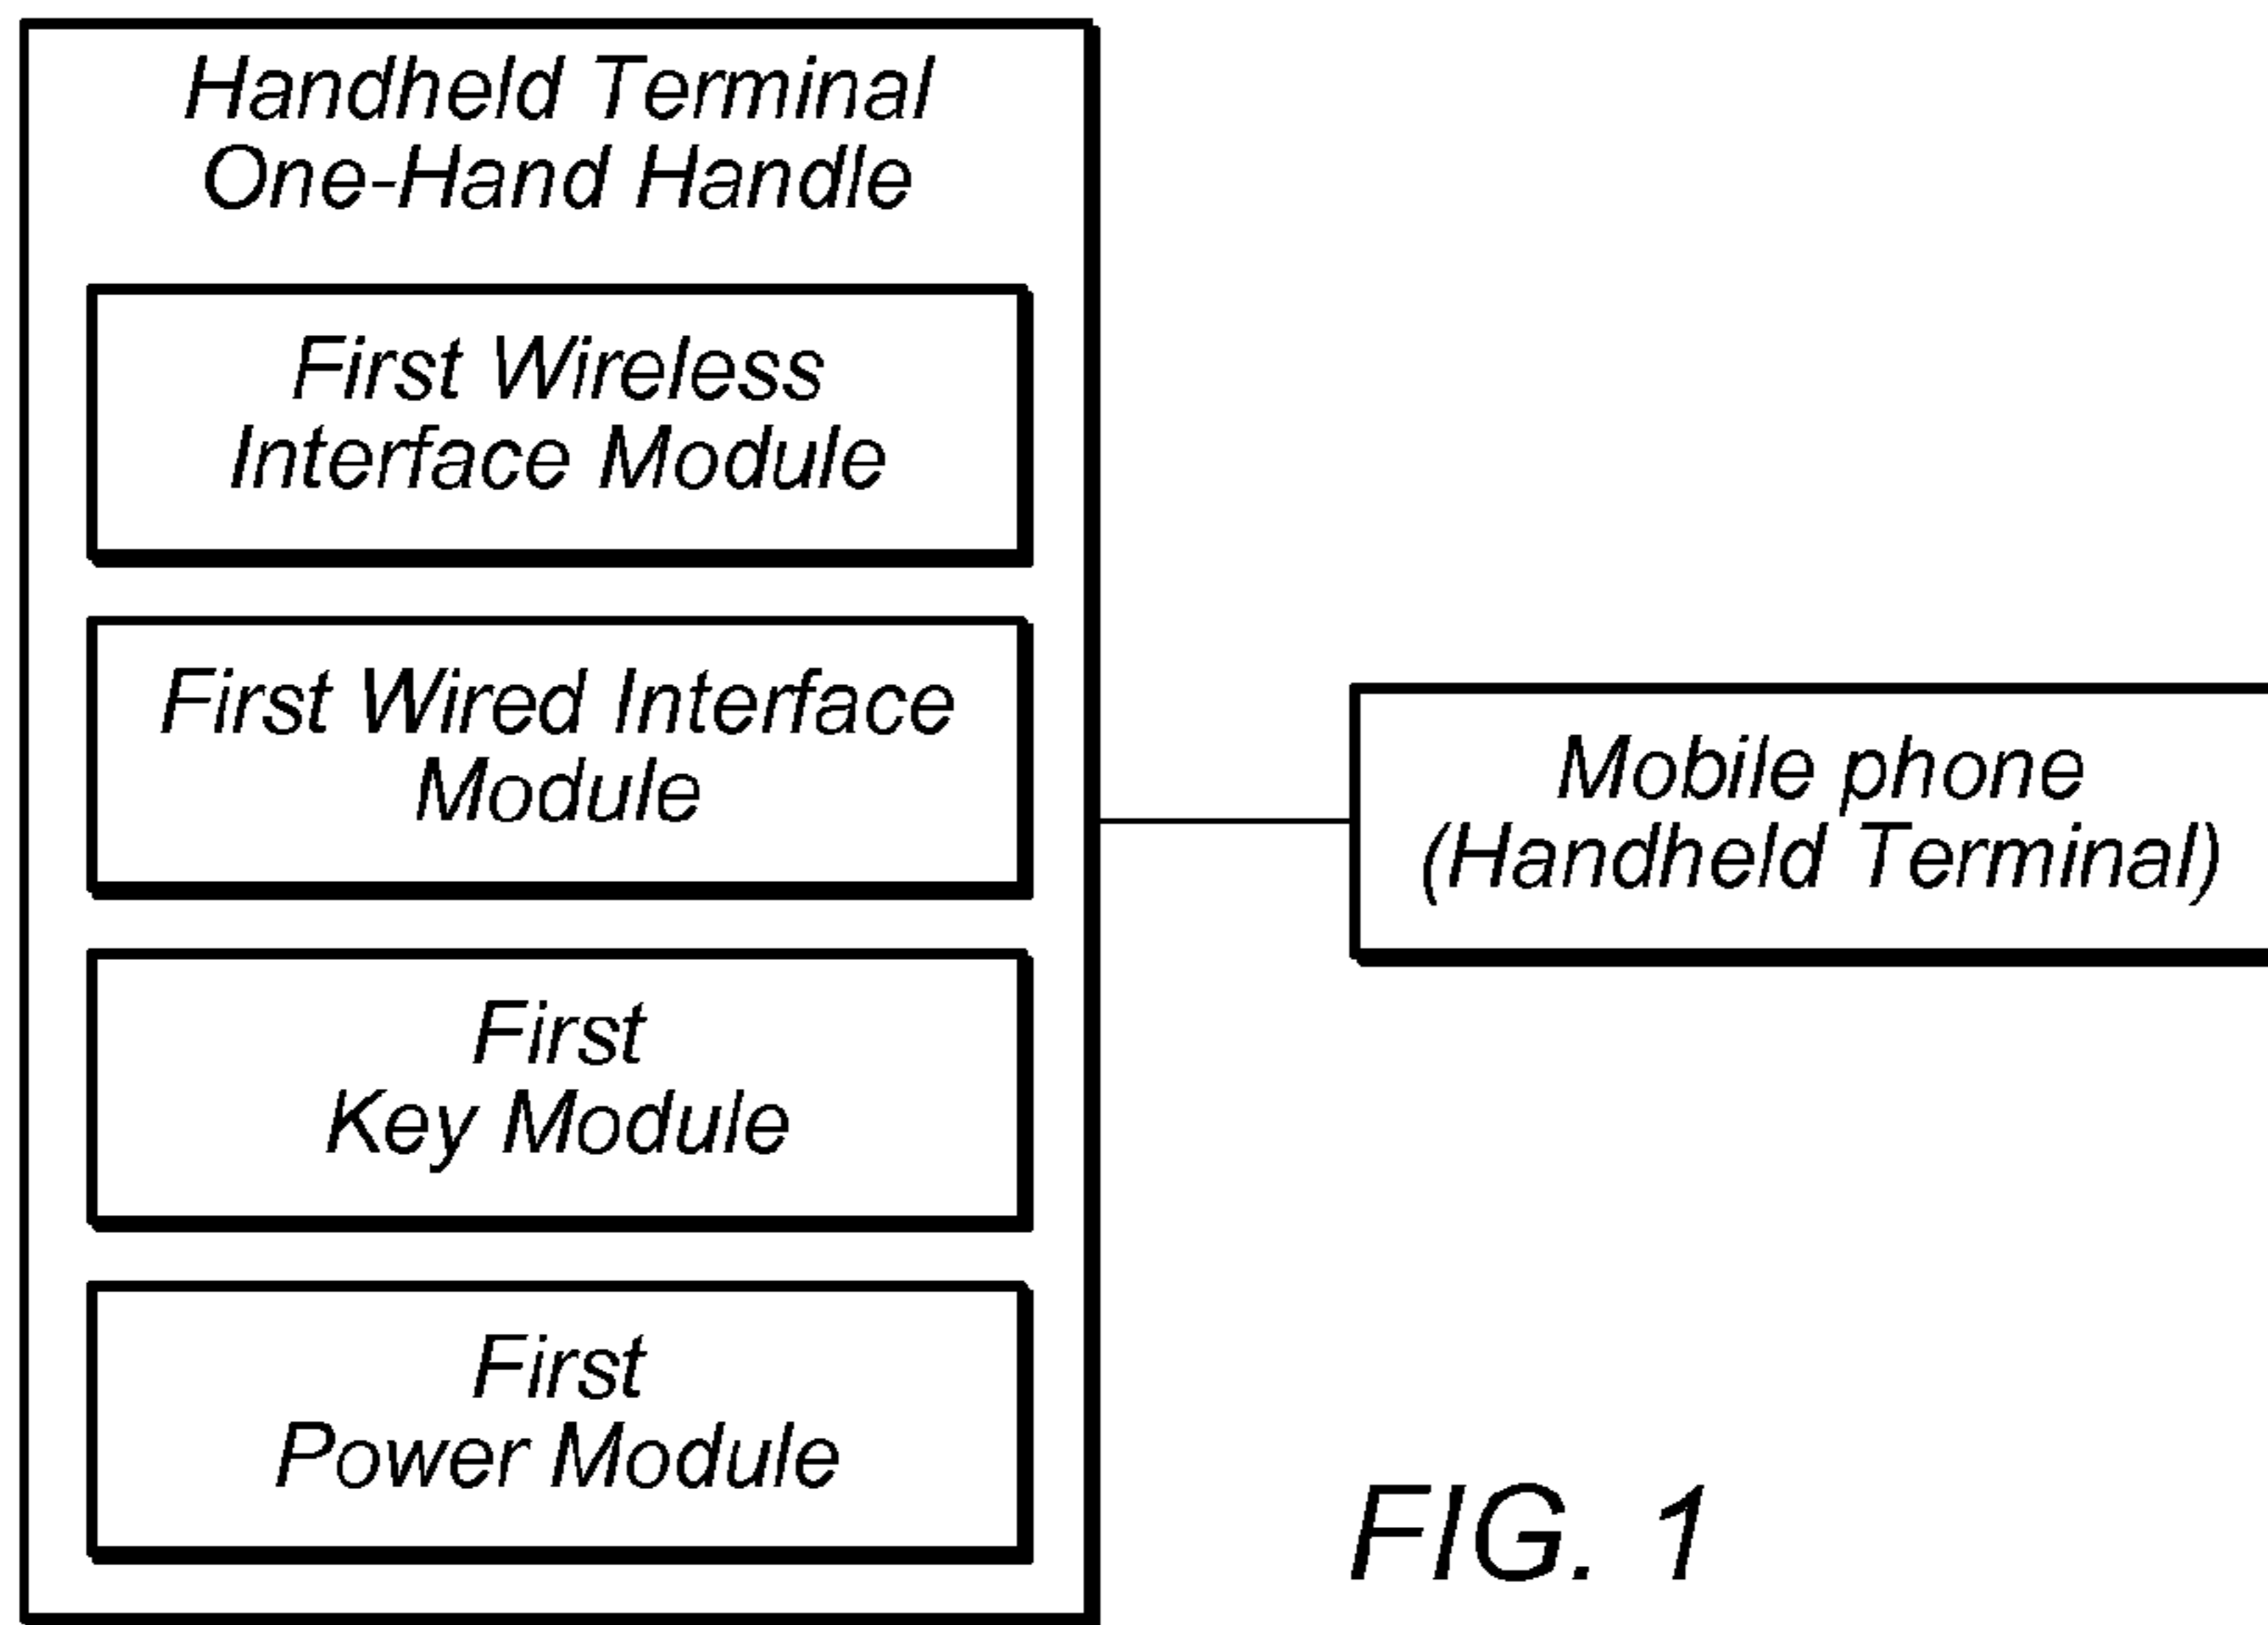 Handheld Terminal
One-Hand Handle
First Wireless
Interface Module
First Wired Interface
Module
First
Key Module
First
Power Module
Mobile phone
(Handheld Terminal)
FIG. 1